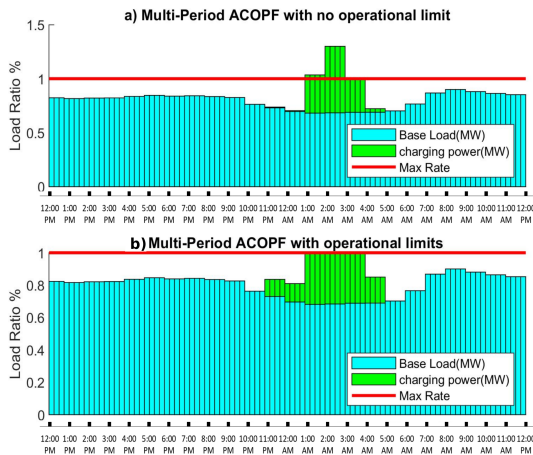 a) Multi-Period ACOPF with no operational limit
Load Ratio %
1.5
1
0.5
0
Base Load(MW)
charging power(MW)
Max Rate
12:00 1:00 2:00 3:00 4:00 5:00 6:00 7:00 8:00 9:00 10:00 11:00 12:00 1:00 2:00 3:00 4:00 5:00 6:00 7:00 8:00 9:00 10:00 11:00 12:00
PM PM PM PM PM PM PM PM PM PM PM PM AM AM AM AM AM AM AM AM AM AM AM AM PM
b) Multi-Period ACOPF with operational limits
Load Ratio %
1
0.8
0.6
0.4
0.2
0
Base Load(MW)
charging power(MW)
Max Rate
12:00 1:00 2:00 3:00 4:00 5:00 6:00 7:00 8:00 9:00 10:00 11:00 12:00 1:00 2:00 3:00 4:00 5:00 6:00 7:00 8:00 9:00 10:00 11:00 12:00
PM PM PM PM PM PM PM PM PM PM PM PM AM AM AM AM AM AM AM AM AM AM AM AM PM